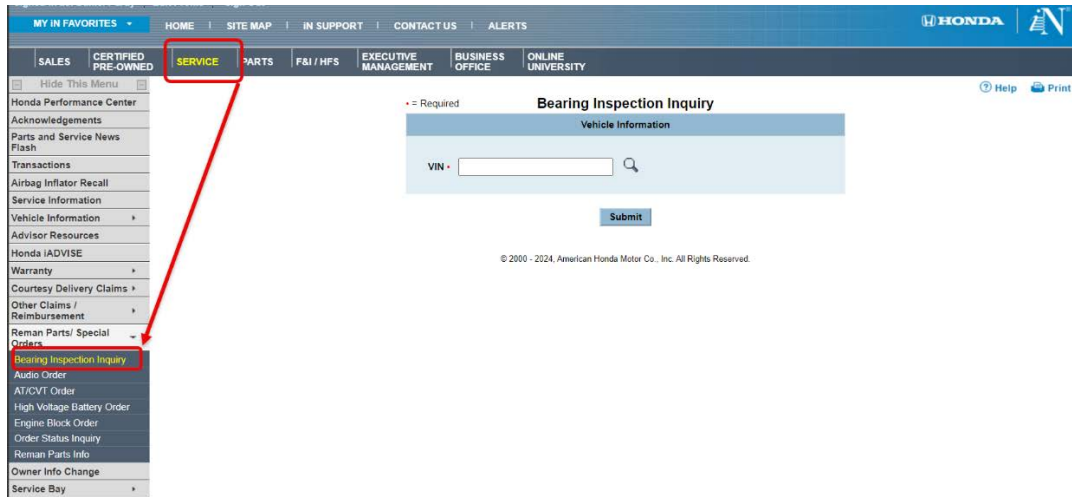 MY iN FAVORITES
HOME | SITE MAP | iN SUPPORT | CONTACT US | ALERTS
HONDA
iN
SALES
CERTIFIED
PRE-OWNED
SERVICE
PARTS
F&I / HFS
EXECUTIVE
MANAGEMENT
BUSINESS
OFFICE
ONLINE
UNIVERSITY
Hide This Menu
Honda Performance Center
Acknowledgements
Parts and Service News
Flash
Transactions
Airbag Inflator Recall
Service Information
Vehicle Information
Advisor Resources
Honda iADVISE
Warranty
Courtesy Delivery Claims
Other Claims /
Reimbursement
Reman Parts/ Special
Orders
Bearing Inspection Inquiry
Audio Order
AT/CVT Order
High Voltage Battery Order
Engine Block Order
Order Status Inquiry
Reman Parts Info
Owner Info Change
Service Bay
? Help Print
• = Required
Bearing Inspection Inquiry
Vehicle Information
VIN •
Submit
© 2000 - 2024, American Honda Motor Co., Inc. All Rights Reserved.